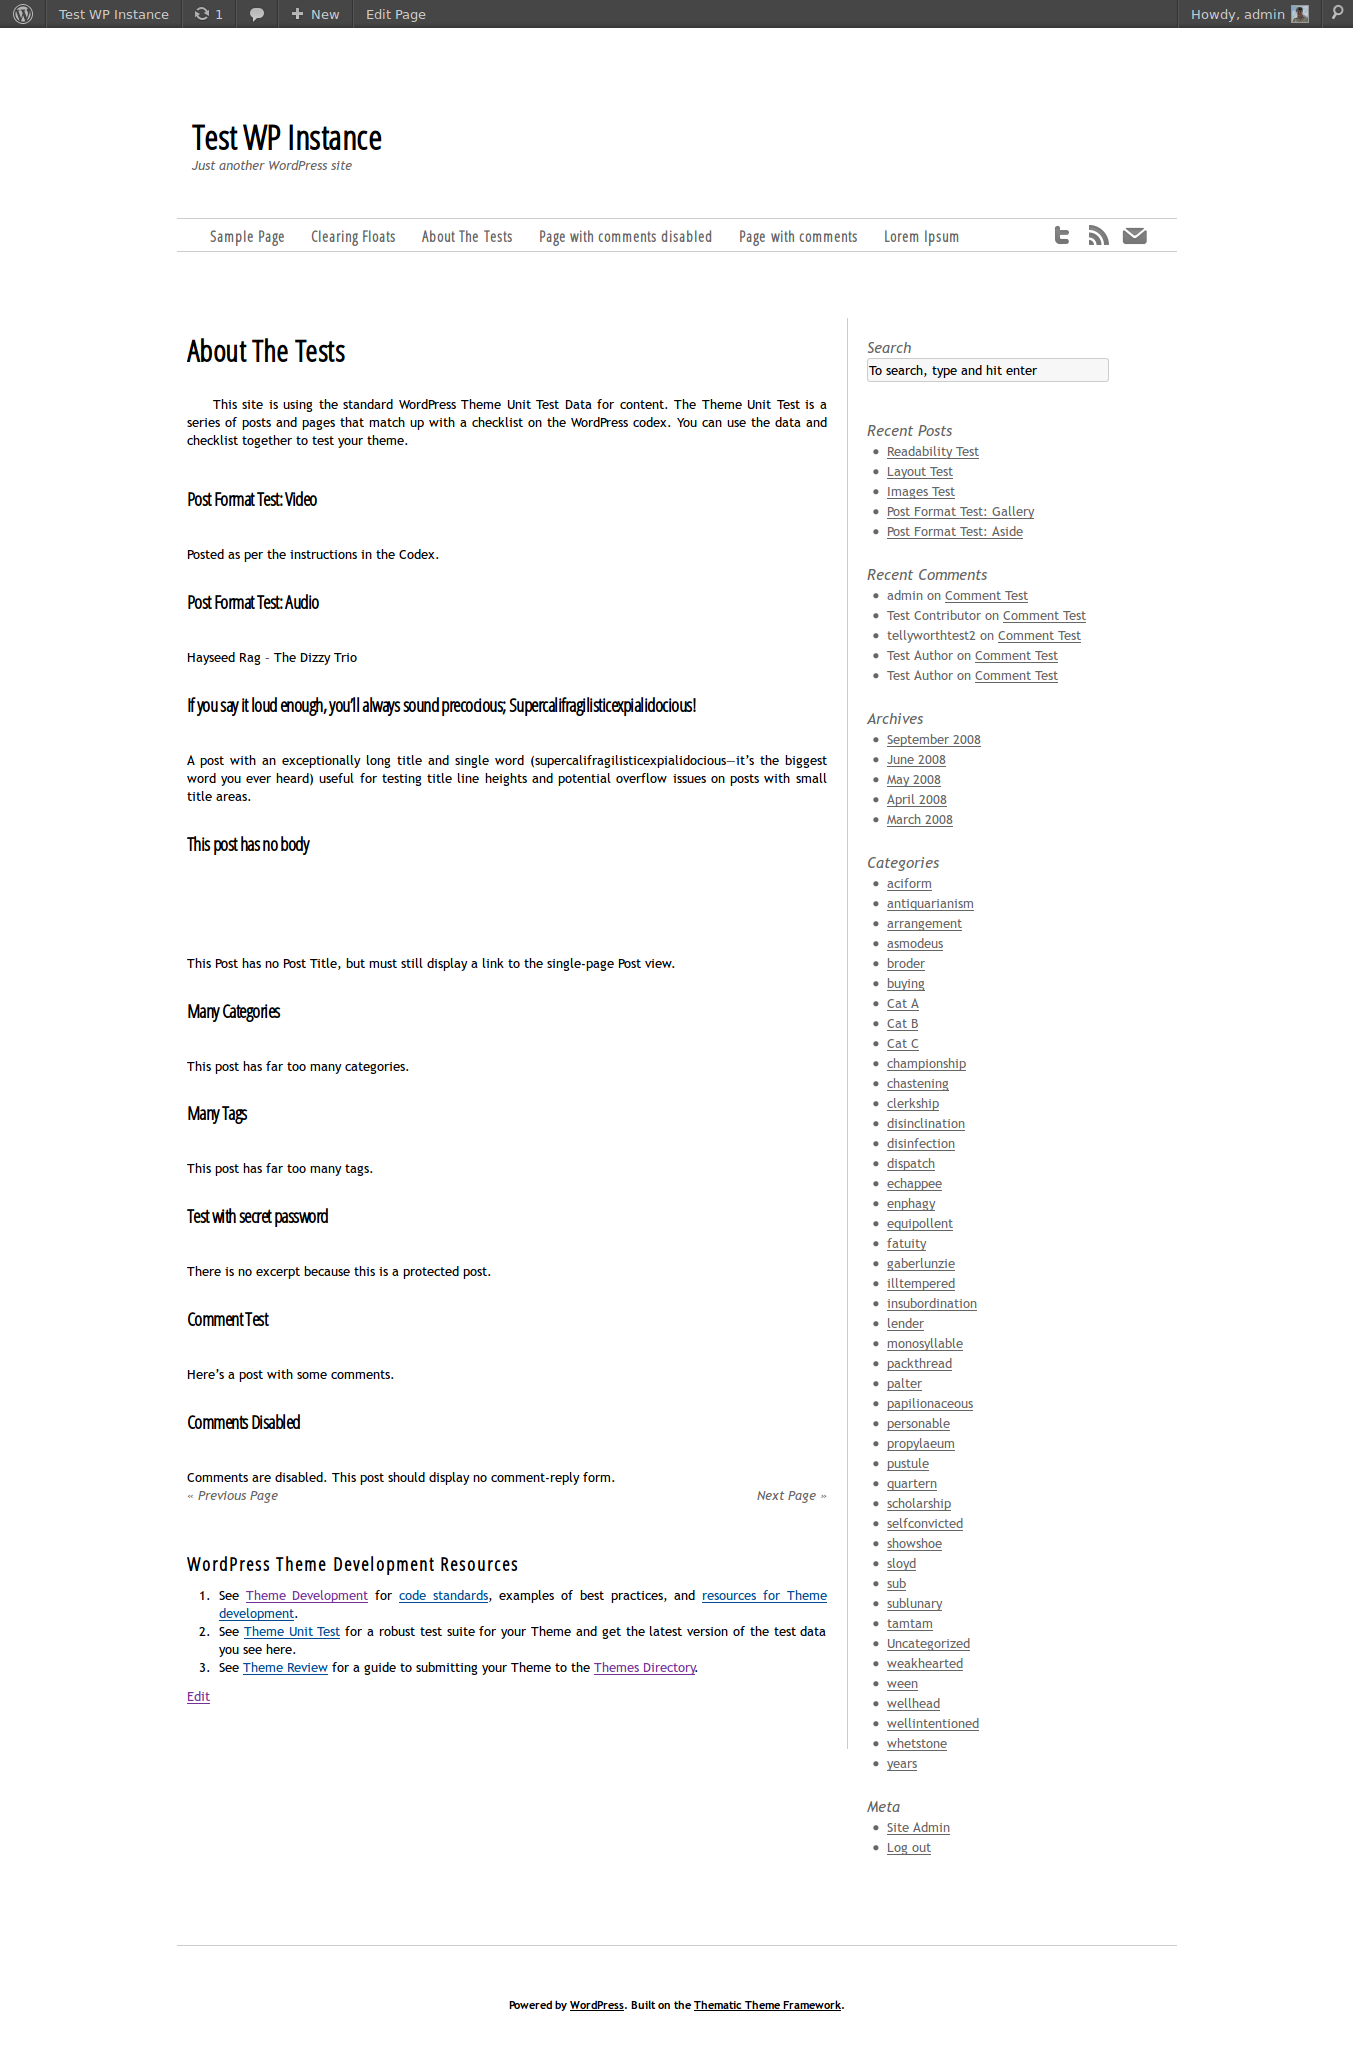 Test WP Instance
1
New
Edit Page
Howdy, admin
Test WP Instance
Just another WordPress site
Sample Page
Clearing Floats
About The Tests
Page with comments disabled
Page with comments
Lorem Ipsum
About The Tests
This site is using the standard WordPress Theme Unit Test Data for content. The Theme Unit Test is a
series of posts and pages that match up with a checklist on the WordPress codex. You can use the data and
checklist together to test your theme.
Post Format Test: Video
Posted as per the instructions in the Codex.
Post Format Test: Audio
Hayseed Rag – The Dizzy Trio
If you say it loud enough, you’ll always sound precocious; Supercalifragilisticexpialidocious!
A post with an exceptionally long title and single word (supercalifragilisticexpialidocious—it’s the biggest
word you ever heard) useful for testing title line heights and potential overflow issues on posts with small
title areas.
This post has no body
This Post has no Post Title, but must still display a link to the single-page Post view.
Many Categories
This post has far too many categories.
Many Tags
This post has far too many tags.
Test with secret password
There is no excerpt because this is a protected post.
Comment Test
Here’s a post with some comments.
Comments Disabled
Comments are disabled. This post should display no comment-reply form.
« Previous Page
Next Page »
WordPress Theme Development Resources
1. See Theme Development for code standards, examples of best practices, and resources for Theme
development.
2. See Theme Unit Test for a robust test suite for your Theme and get the latest version of the test data
you see here.
3. See Theme Review for a guide to submitting your Theme to the Themes Directory.
Edit
Search
To search, type and hit enter
Recent Posts
Readability Test
Layout Test
Images Test
Post Format Test: Gallery
Post Format Test: Aside
Recent Comments
admin on Comment Test
Test Contributor on Comment Test
tellyworthtest2 on Comment Test
Test Author on Comment Test
Test Author on Comment Test
Archives
September 2008
June 2008
May 2008
April 2008
March 2008
Categories
aciform
antiquarianism
arrangement
asmodeus
broder
buying
Cat A
Cat B
Cat C
championship
chastening
clerkship
disinclination
disinfection
dispatch
echappee
enphagy
equipollent
fatuity
gaberlunzie
illtempered
insubordination
lender
monosyllable
packthread
palter
papilionaceous
personable
propylaeum
pustule
quartern
scholarship
selfconvicted
showshoe
sloyd
sub
sublunary
tamtam
Uncategorized
weakhearted
ween
wellhead
wellintentioned
whetstone
years
Meta
Site Admin
Log out
Powered by WordPress. Built on the Thematic Theme Framework.